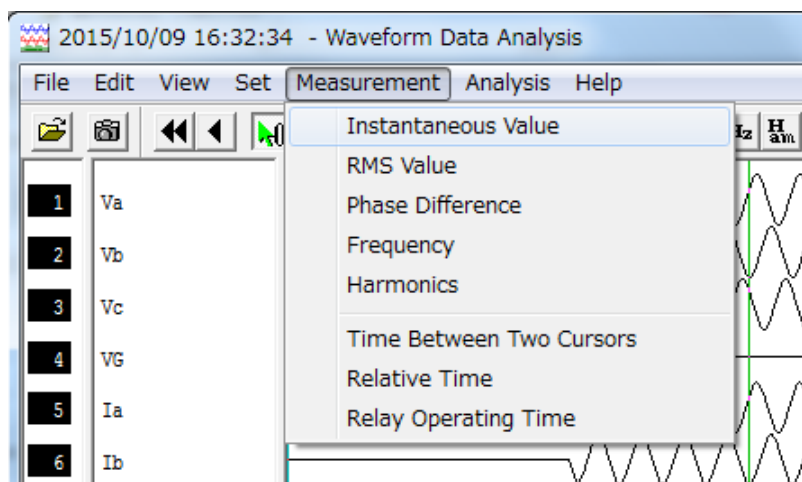 2015/10/09 16:32:34 - Waveform Data Analysis
File Edit View Set Measurement Analysis Help
Instantaneous Value
RMS Value
Phase Difference
Frequency
Harmonics
Time Between Two Cursors
Relative Time
Relay Operating Time
Hz
Ham
1 Va
2 Vb
3 Vc
4 VG
5 Ia
6 Ib